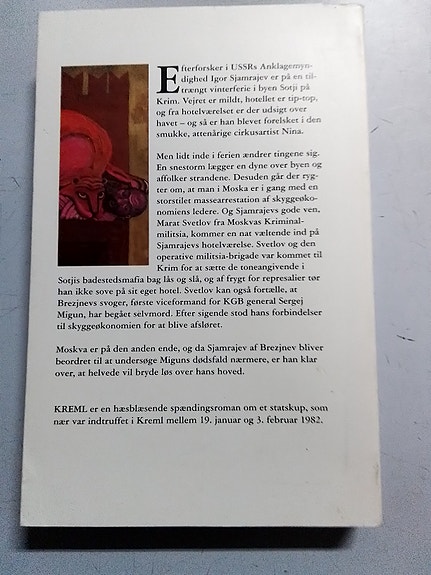 Efterforsker i USSRs Anklagemyn-
dighed Igor Sjamrajev er på en til-
trængt vinterferie i byen Sotji på
Krim. Vejret er mildt, hotellet er tip-top,
og fra hotelværelset er der udsigt over
havet – og så er han blevet forelsket i den
smukke, attenårige cirkusartist Nina.
Men lidt inde i ferien ændrer tingene sig.
En snestorm lægger en dyne over byen og
affolker strandene. Desuden går der ryg-
ter om, at man i Moska er i gang med en
storstilet massearrestation af skyggeøko-
nomiens ledere. Og Sjamrajevs gode ven,
Marat Svetlov fra Moskvas Kriminal-
militsia, kommer en nat væltende ind på
Sjamrajevs hotelværelse. Svetlov og den
operative militsia-brigade var kommet til
Krim for at sætte de toneangivende i
Sotjis badestedsmafia bag lås og slå, og af frygt for represalier tør
han ikke sove på sit eget hotel. Svetlov kan også fortælle, at
Brezjnevs svoger, første viceformand for KGB general Sergej
Migun, har begået selvmord. Efter sigende stod hans forbindelser
til skyggeøkonomien for at blive afsløret.
Moskva er på den anden ende, og da Sjamrajev af Brezjnev bliver
beordret til at undersøge Miguns dødsfald nærmere, er han klar
over, at helvede vil bryde løs over hans hoved.
KREML er en hæsblæsende spændingsroman om et statskup, som
nær var indtruffet i Kreml mellem 19. januar og 3. februar 1982.